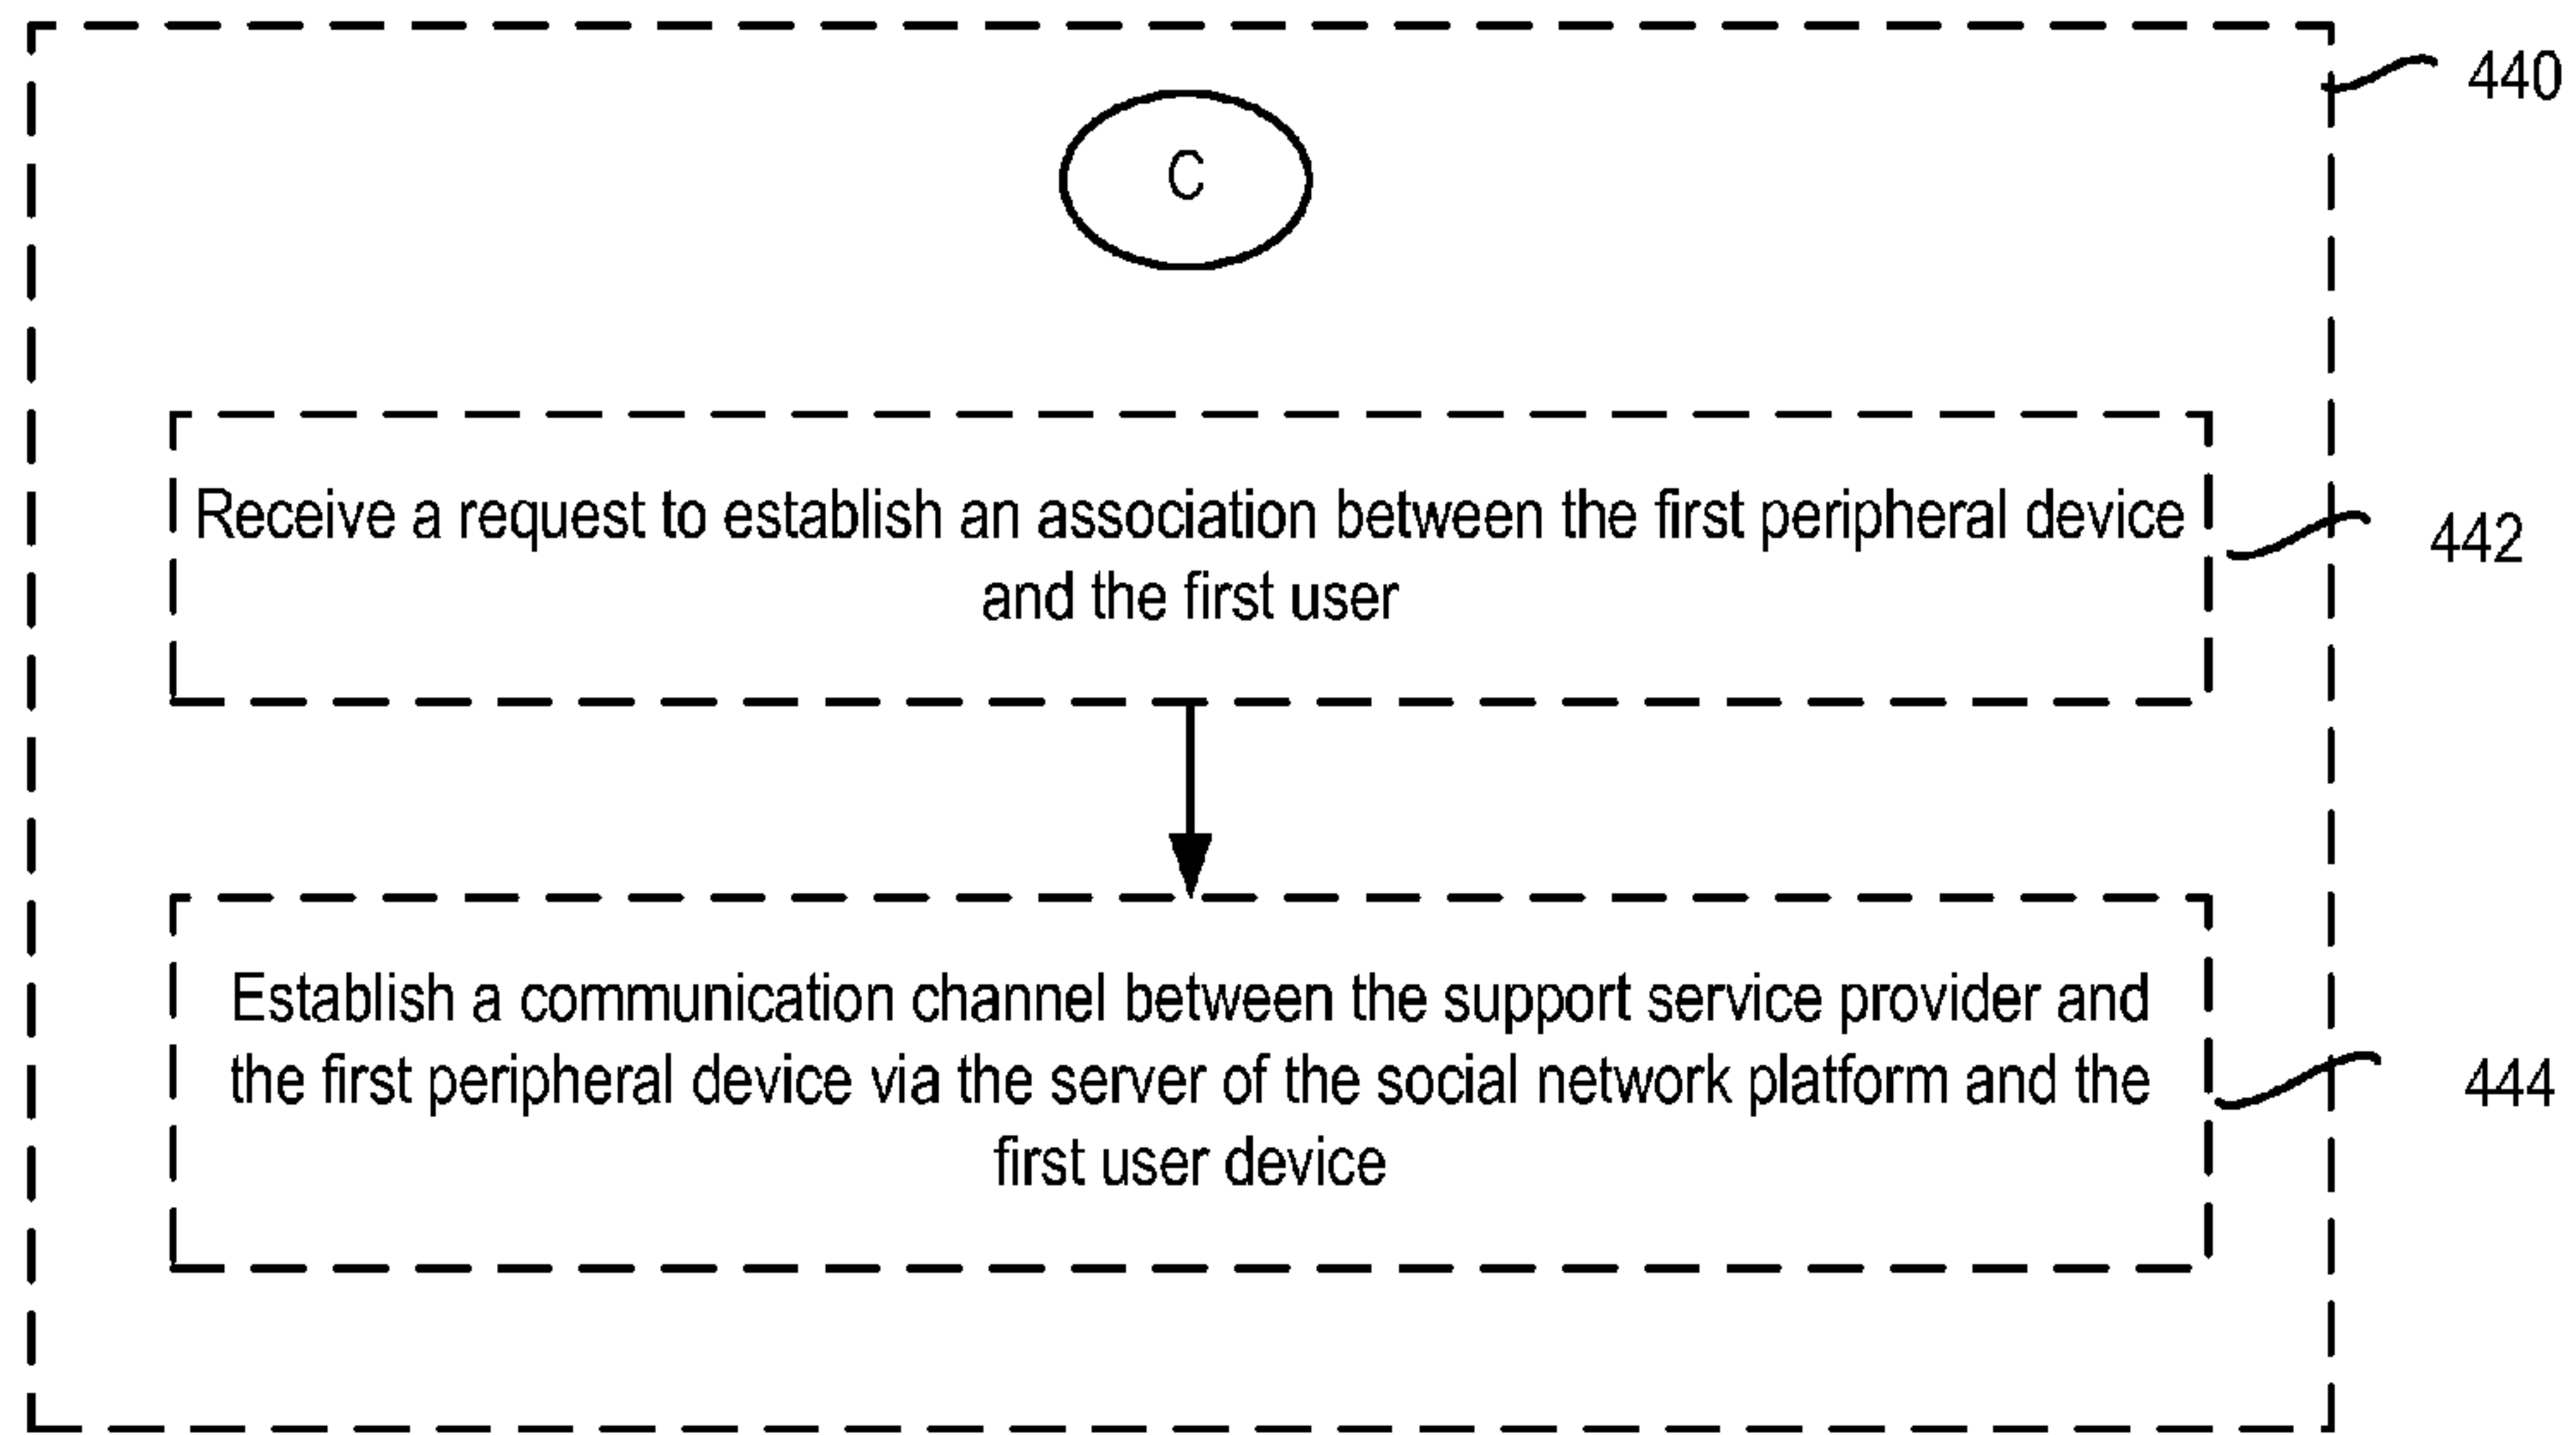 440
C
Receive a request to establish an association between the first peripheral device
and the first user
442
Establish a communication channel between the support service provider and
the first peripheral device via the server of the social network platform and the
first user device
444